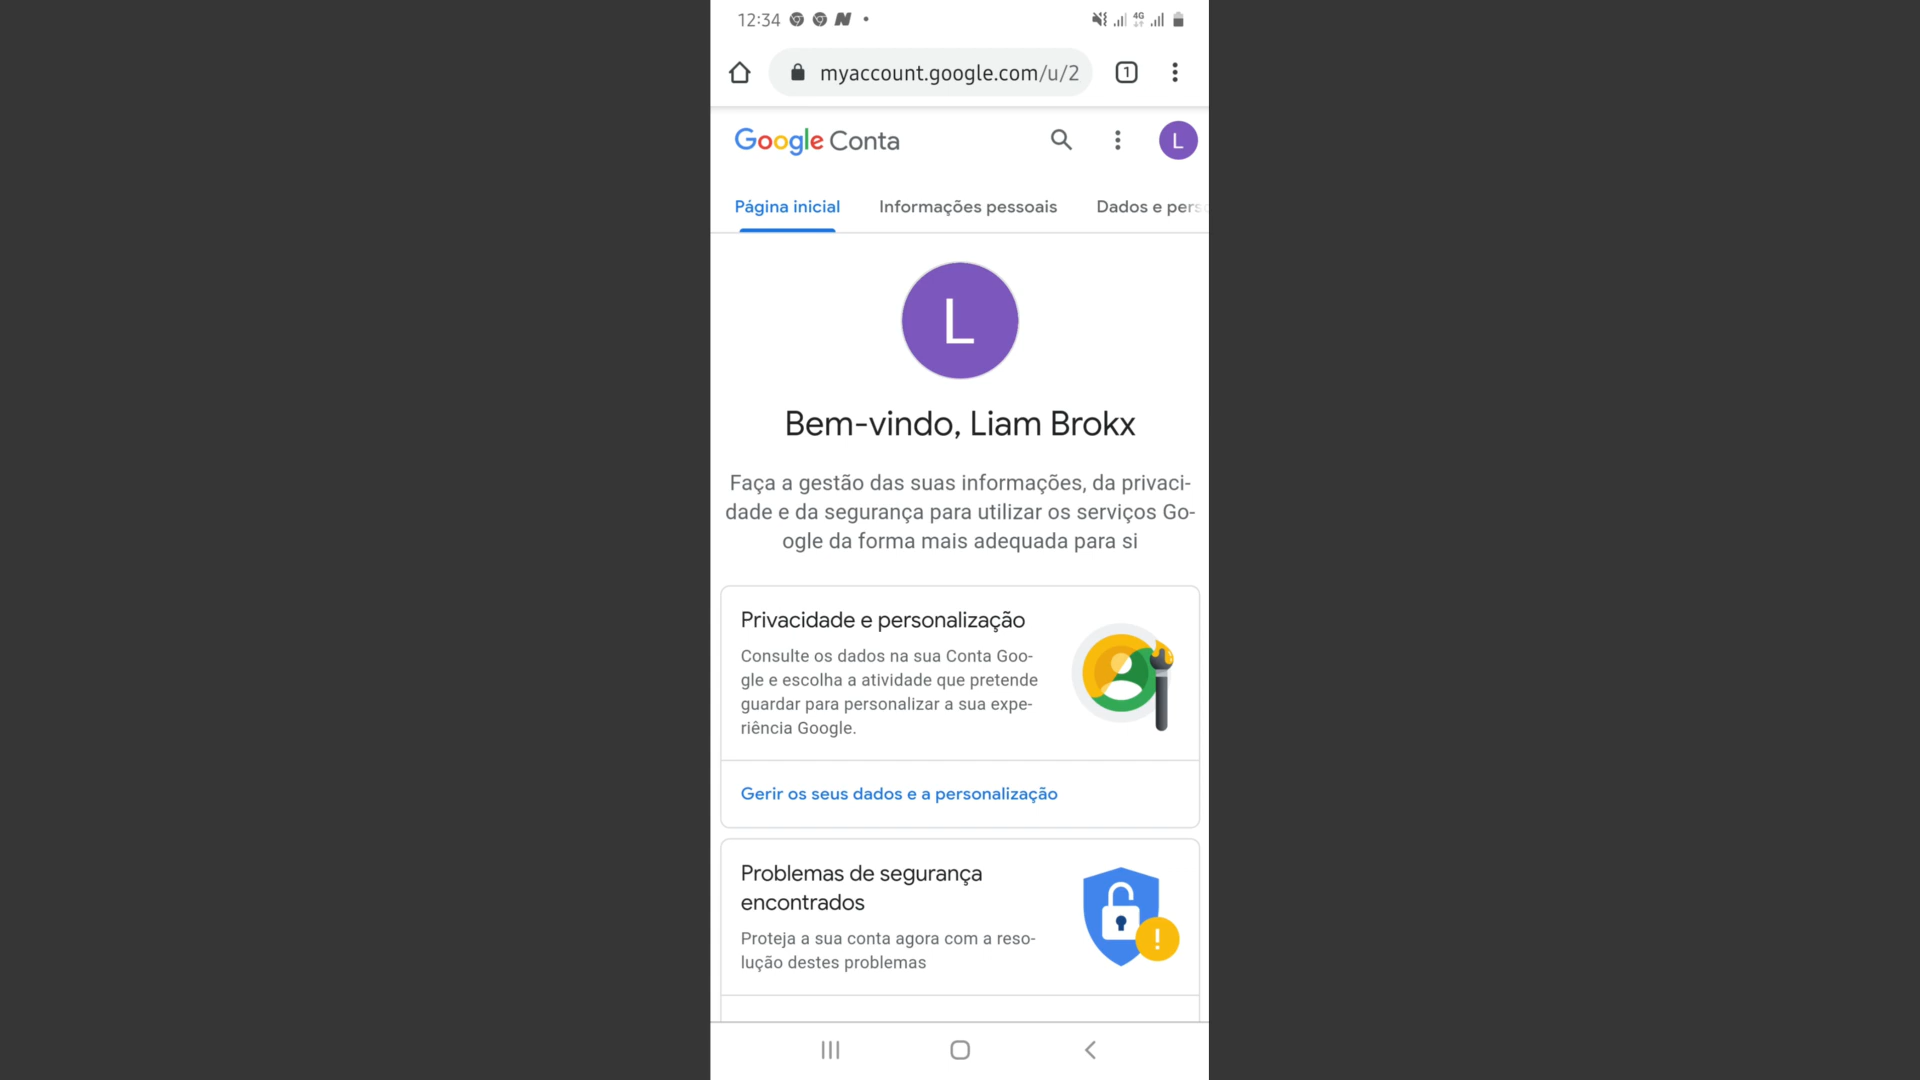 12:34
4G
myaccount.google.com/u/2
1
Google Conta
L
Página inicial
Informações pessoais
Dados e pers
L
Bem-vindo, Liam Brokx
Faça a gestão das suas informações, da privaci-
dade e da segurança para utilizar os serviços Go-
ogle da forma mais adequada para si
Privacidade e personalização
Consulte os dados na sua Conta Goo-
gle e escolha a atividade que pretende
guardar para personalizar a sua expe-
riência Google.
Gerir os seus dados e a personalização
Problemas de segurança
encontrados
Proteja a sua conta agora com a reso-
lução destes problemas